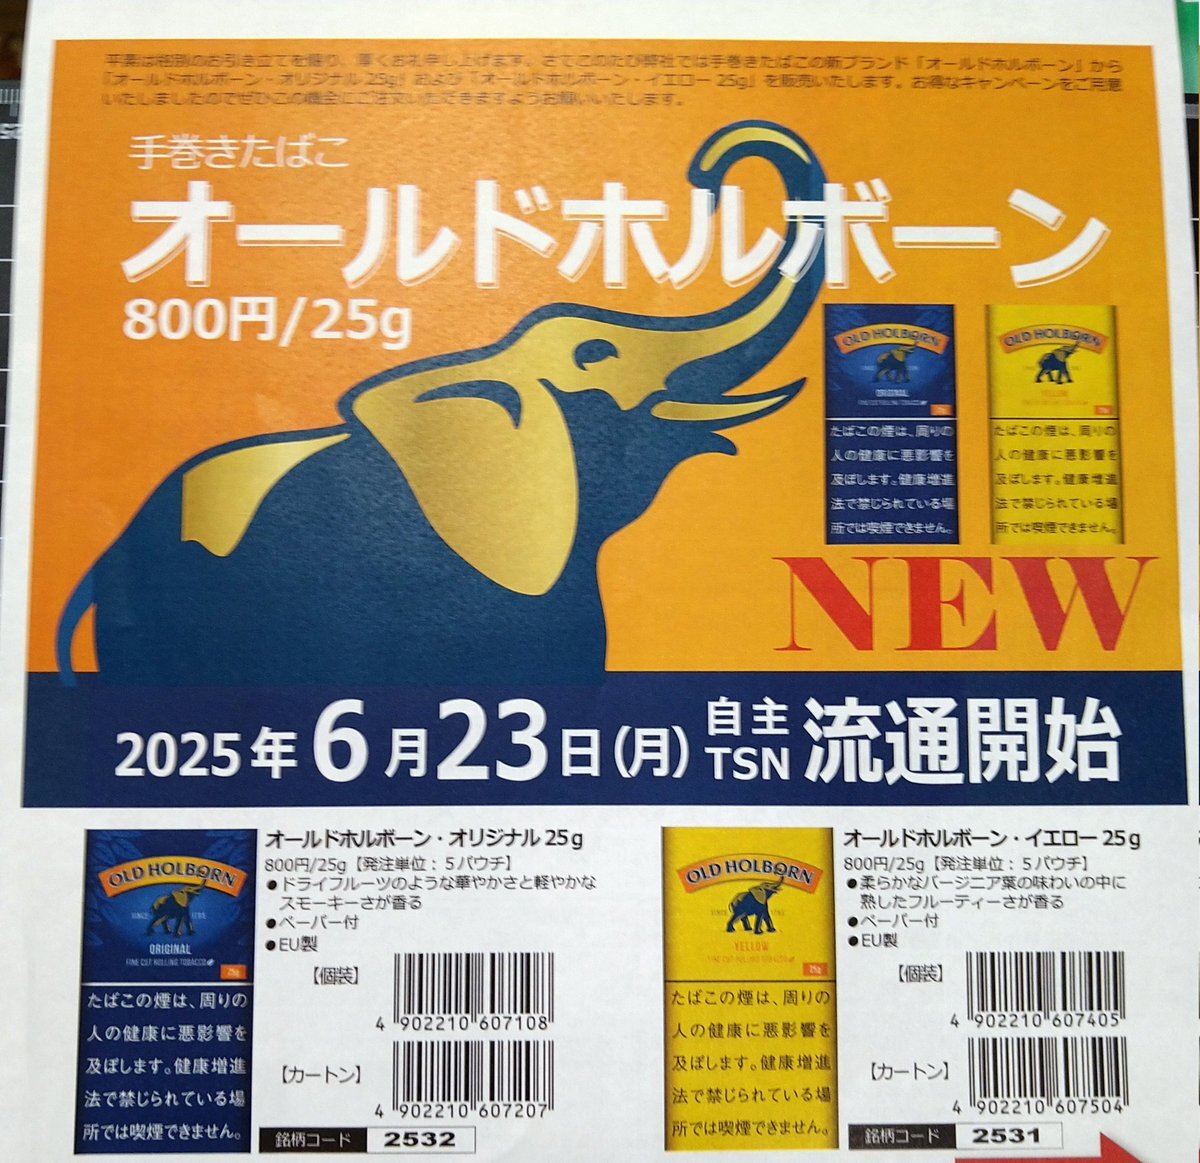 平素は格別のお引き立てを賜り、厚くお礼申し上げます。さてこのたび弊社では手巻きたばこの新ブランド「オールドホルボーン」から
「オールドホルボーン・オリジナル25g」および「オールドホルボーン・イエロー25g」を販売いたします。お得なキャンペーンをご用意
いたしましたのでぜひこの機会にご注文いただきますようお願いいたします。
手巻きたばこ
オールドホルボーン
800円/25g
OLD HOLBORN
ORIGINAL
たばこの煙は、周りの
人の健康に悪影響を
及ぼします。健康増進
法で禁じられている場
所では喫煙できません。
OLD HOLBORN
YELLOW
たばこの煙は、周りの
人の健康に悪影響を
及ぼします。健康増進
法で禁じられている場
所では喫煙できません。
NEW
2025年6月23日(月) 自主TSN 流通開始
OLD HOLBORN
ORIGINAL
FINE CUT ROLLING TOBACCO
25g
たばこの煙は、周りの
人の健康に悪影響を
及ぼします。健康増進
法で禁じられている場
所では喫煙できません。
オールドホルボーン・オリジナル25g
800円/25g【発注単位：5パウチ】
●ドライフルーツのような華やかさと軽やかな
スモーキーさが香る
●ペーパー付
●EU製
【個装】
4 902210 607108
【カートン】
4 902210 607207
銘柄コード 2532
OLD HOLBORN
YELLOW
FINE CUT ROLLING TOBACCO
25g
たばこの煙は、周りの
人の健康に悪影響を
及ぼします。健康増進
法で禁じられている場
所では喫煙できません。
オールドホルボーン・イエロー25g
800円/25g【発注単位：5パウチ】
●柔らかなバージニア葉の味わいの中に
熟したフルーティーさが香る
●ペーパー付
●EU製
【個装】
4 902210 607405
【カートン】
4 902210 607504
銘柄コード 2531